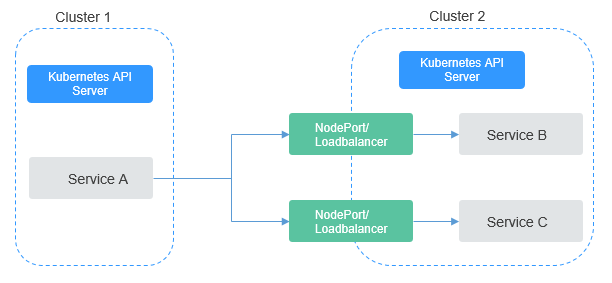 Cluster 1
Cluster 2
Kubernetes API
Server
Kubernetes API
Server
NodePort/
Loadbalancer
Service B
Service A
NodePort/
Loadbalancer
Service C